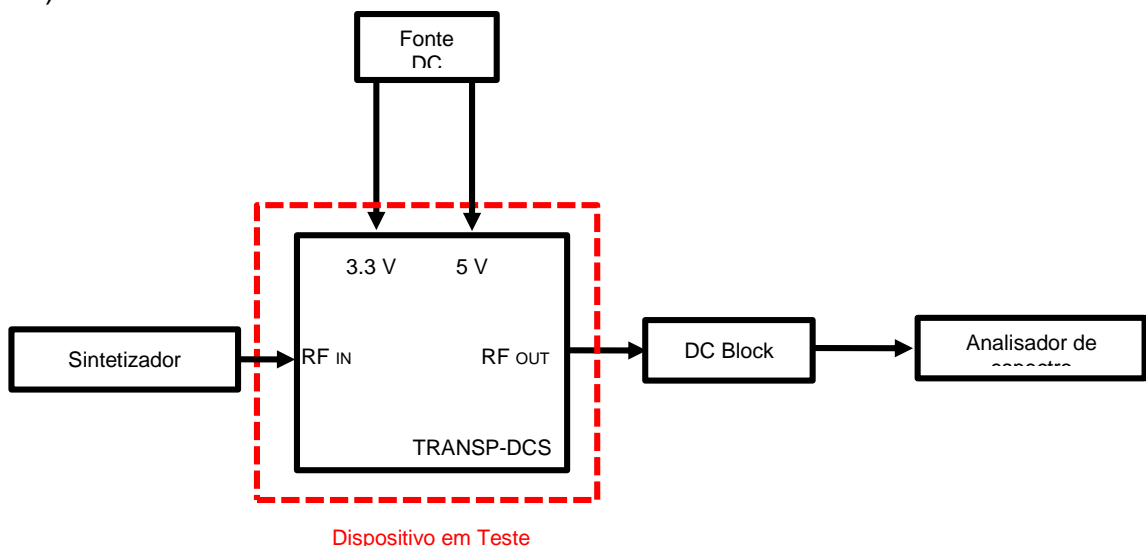 )
Fonte
DC
3.3 V 5 V
Sintetizador
RF IN
RF OUT
DC Block
Analisador de
TRANSP-DCS
Dispositivo em Teste